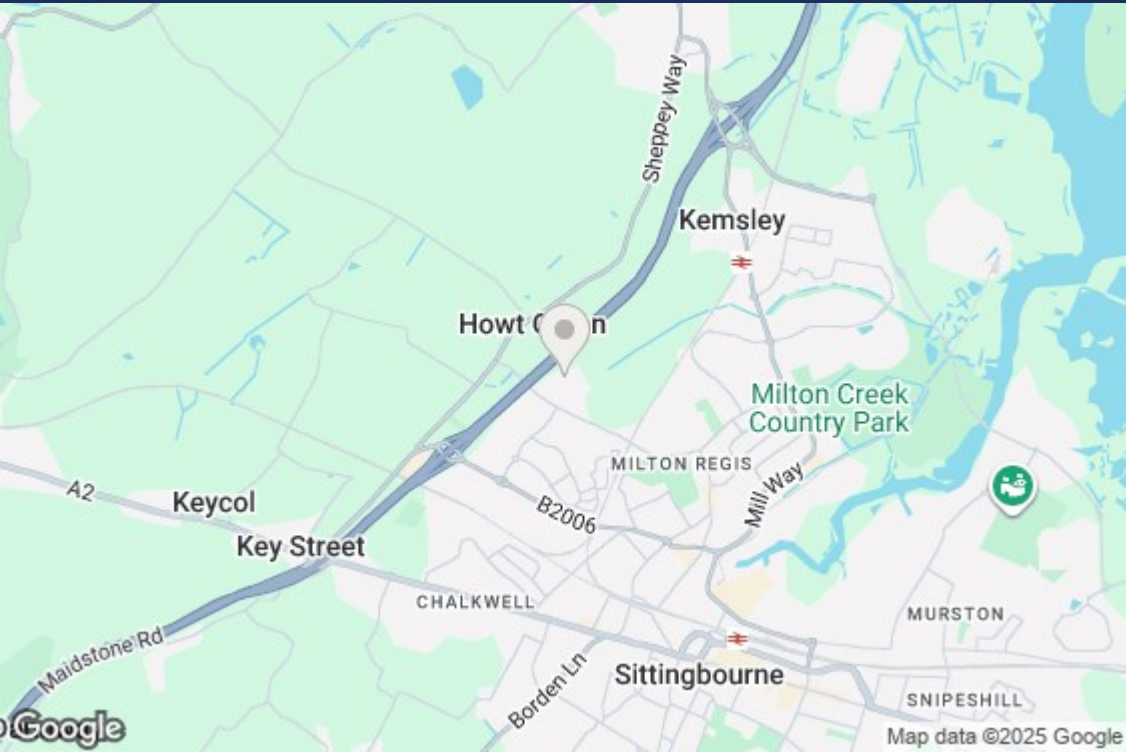 Sheppey Way
Kemsley
Howt
Milton Creek
Country Park
MILTON REGIS
A2
Keycol
Mill Way
B2006
Key Street
CHALKWELL
MURSTON
Maidstone Rd
Sittingbourne
Borden Ln
SNIPESHILL
Google
Map data ©2025 Google